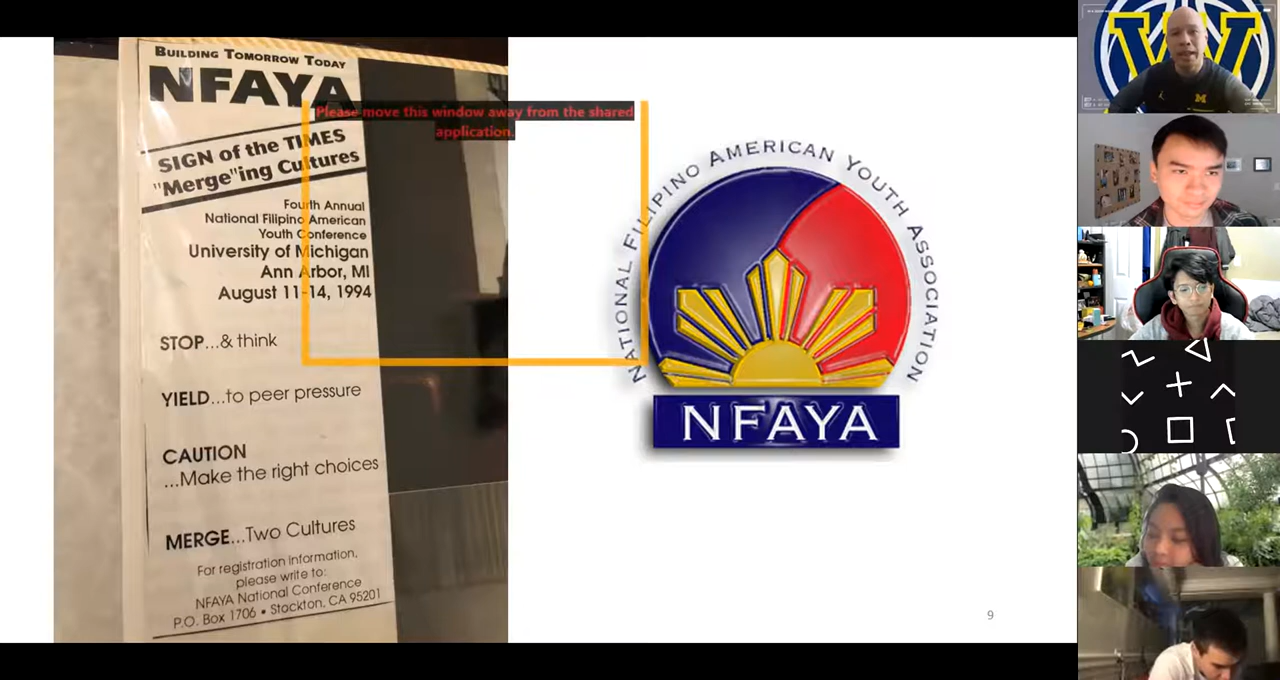 BUILDING TOMORROW TODAY
NFAYA
SIGN of the TIMES
"Merge"ing Cultures
Fourth Annual
National Filipino American
Youth Conference
University of Michigan
Ann Arbor, MI
August 11-14, 1994
STOP...& think
YIELD...to peer pressure
CAUTION
...Make the right choices
MERGE...Two Cultures
For registration information,
please write to:
NFAYA National Conference
P.O. Box 1706 • Stockton, CA 95201
Please move this window away from the shared
application.
NATIONAL FILIPINO AMERICAN YOUTH ASSOCIATION
NFAYA
9
W
M